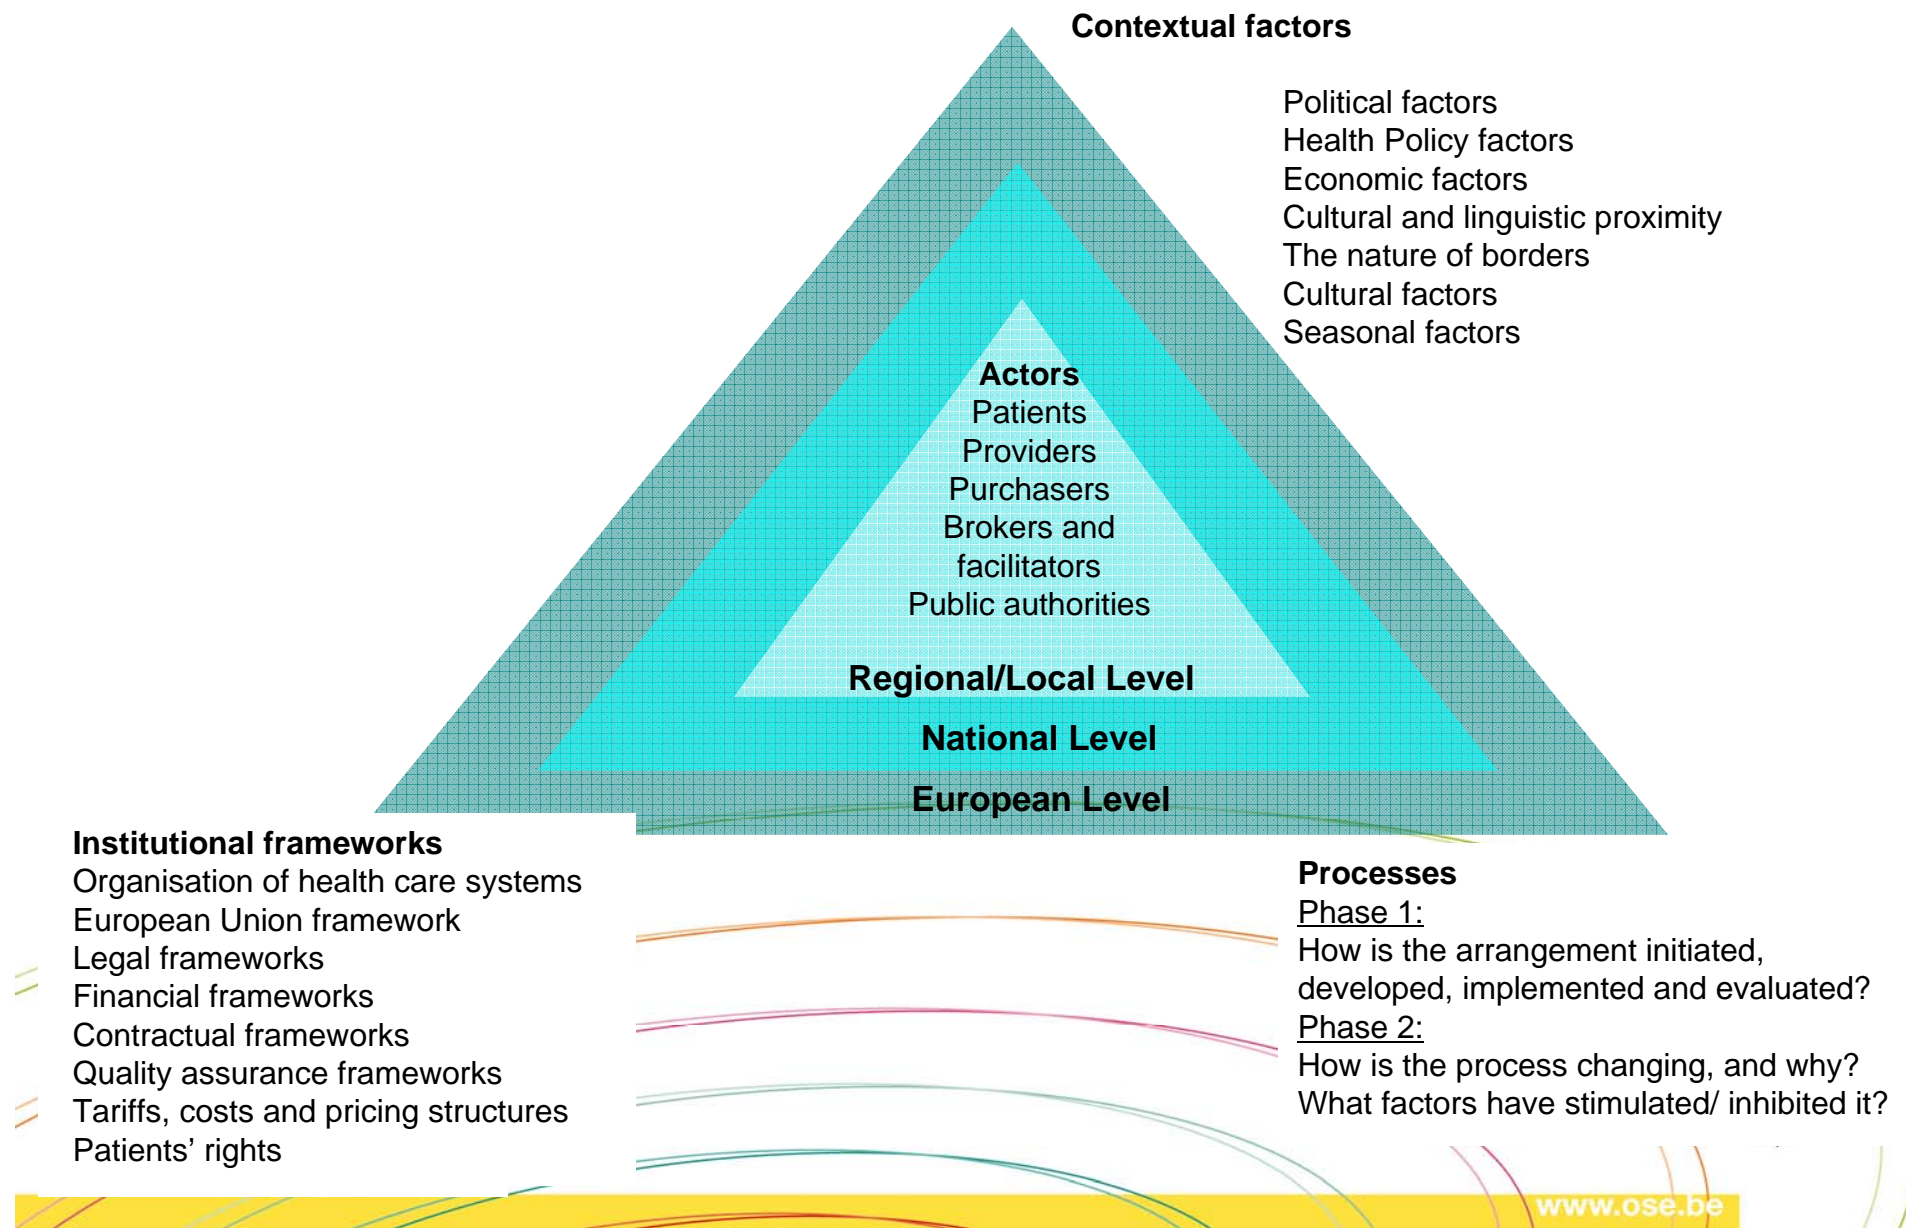 Contextual factors
Political factors
Health Policy factors
Economic factors
Cultural and linguistic proximity
The nature of borders
Cultural factors
Seasonal factors
Actors
Patients
Providers
Purchasers
Brokers and
facilitators
Public authorities
Regional/Local Level
National Level
European Level
Institutional frameworks
Organisation of health care systems
European Union framework
Legal frameworks
Financial frameworks
Contractual frameworks
Quality assurance frameworks
Tariffs, costs and pricing structures
Patients’ rights
Processes
Phase 1:
How is the arrangement initiated,
developed, implemented and evaluated?
Phase 2:
How is the process changing, and why?
What factors have stimulated/ inhibited it?
www.ose.be